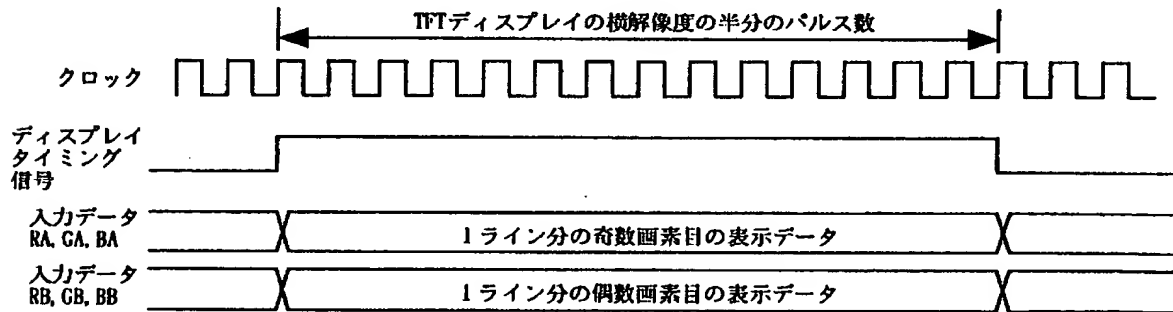 TFTディスプレイの横解像度の半分のパルス数
クロック
ディスプレイ
タイミング
信号
入力データ
RA, GA, BA
1ライン分の奇数画素目の表示データ
入力データ
RB, GB, BB
1ライン分の偶数画素目の表示データ